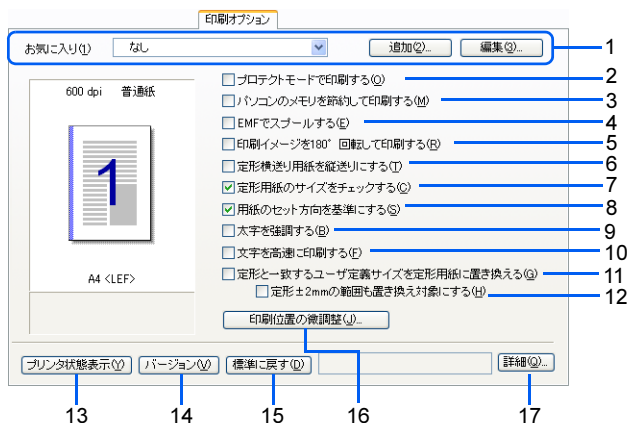 印刷オプション
お気に入り(1) なし 追加(2)... 編集(3)... 1
600 dpi 普通紙
1
A4 <LEF>
プロテクトモードで印刷する(O) 2
パソコンのメモリを節約して印刷する(M) 3
EMFでスプールする(E) 4
印刷イメージを180°回転して印刷する(R) 5
定形横送り用紙を縦送りにする(T) 6
定形用紙のサイズをチェックする(C) 7
用紙のセット方向を基準にする(S) 8
太字を強調する(B) 9
文字を高速に印刷する(F) 10
定形と一致するユーザ定義サイズを定形用紙に置き換える(G) 11
定形±2mmの範囲も置き換え対象にする(H) 12
印刷位置の微調整(J)...
プリンタ状態表示(Y) バージョン(V) 標準に戻す(D) 詳細(Q)...
13 14 15 16 17